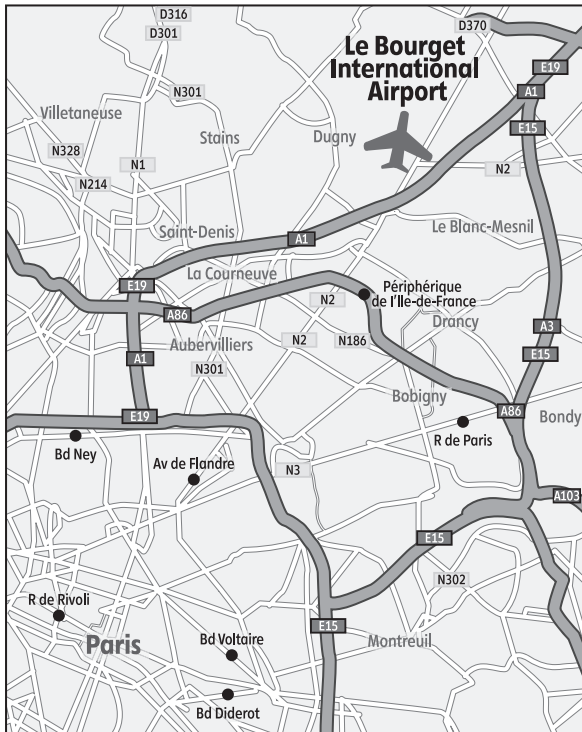 D316
D301
D370
Le Bourget
International
Airport
E19
A1
N301
E15
Villetaneuse
Stains
Dugny
N328
N1
N2
N214
Saint-Denis
A1
Le Blanc-Mesnil
La Courneuve
E19
Périphérique
de l'Ile-de-France
N2
A86
Drancy
A3
Aubervilliers
N2
N186
E15
A1
N301
Bobigny
E19
A86
Bondy
R de Paris
Bd Ney
Av de Flandre
N3
A103
E15
N302
R de Rivoli
E15
Paris
Bd Voltaire
Montreuil
Bd Diderot